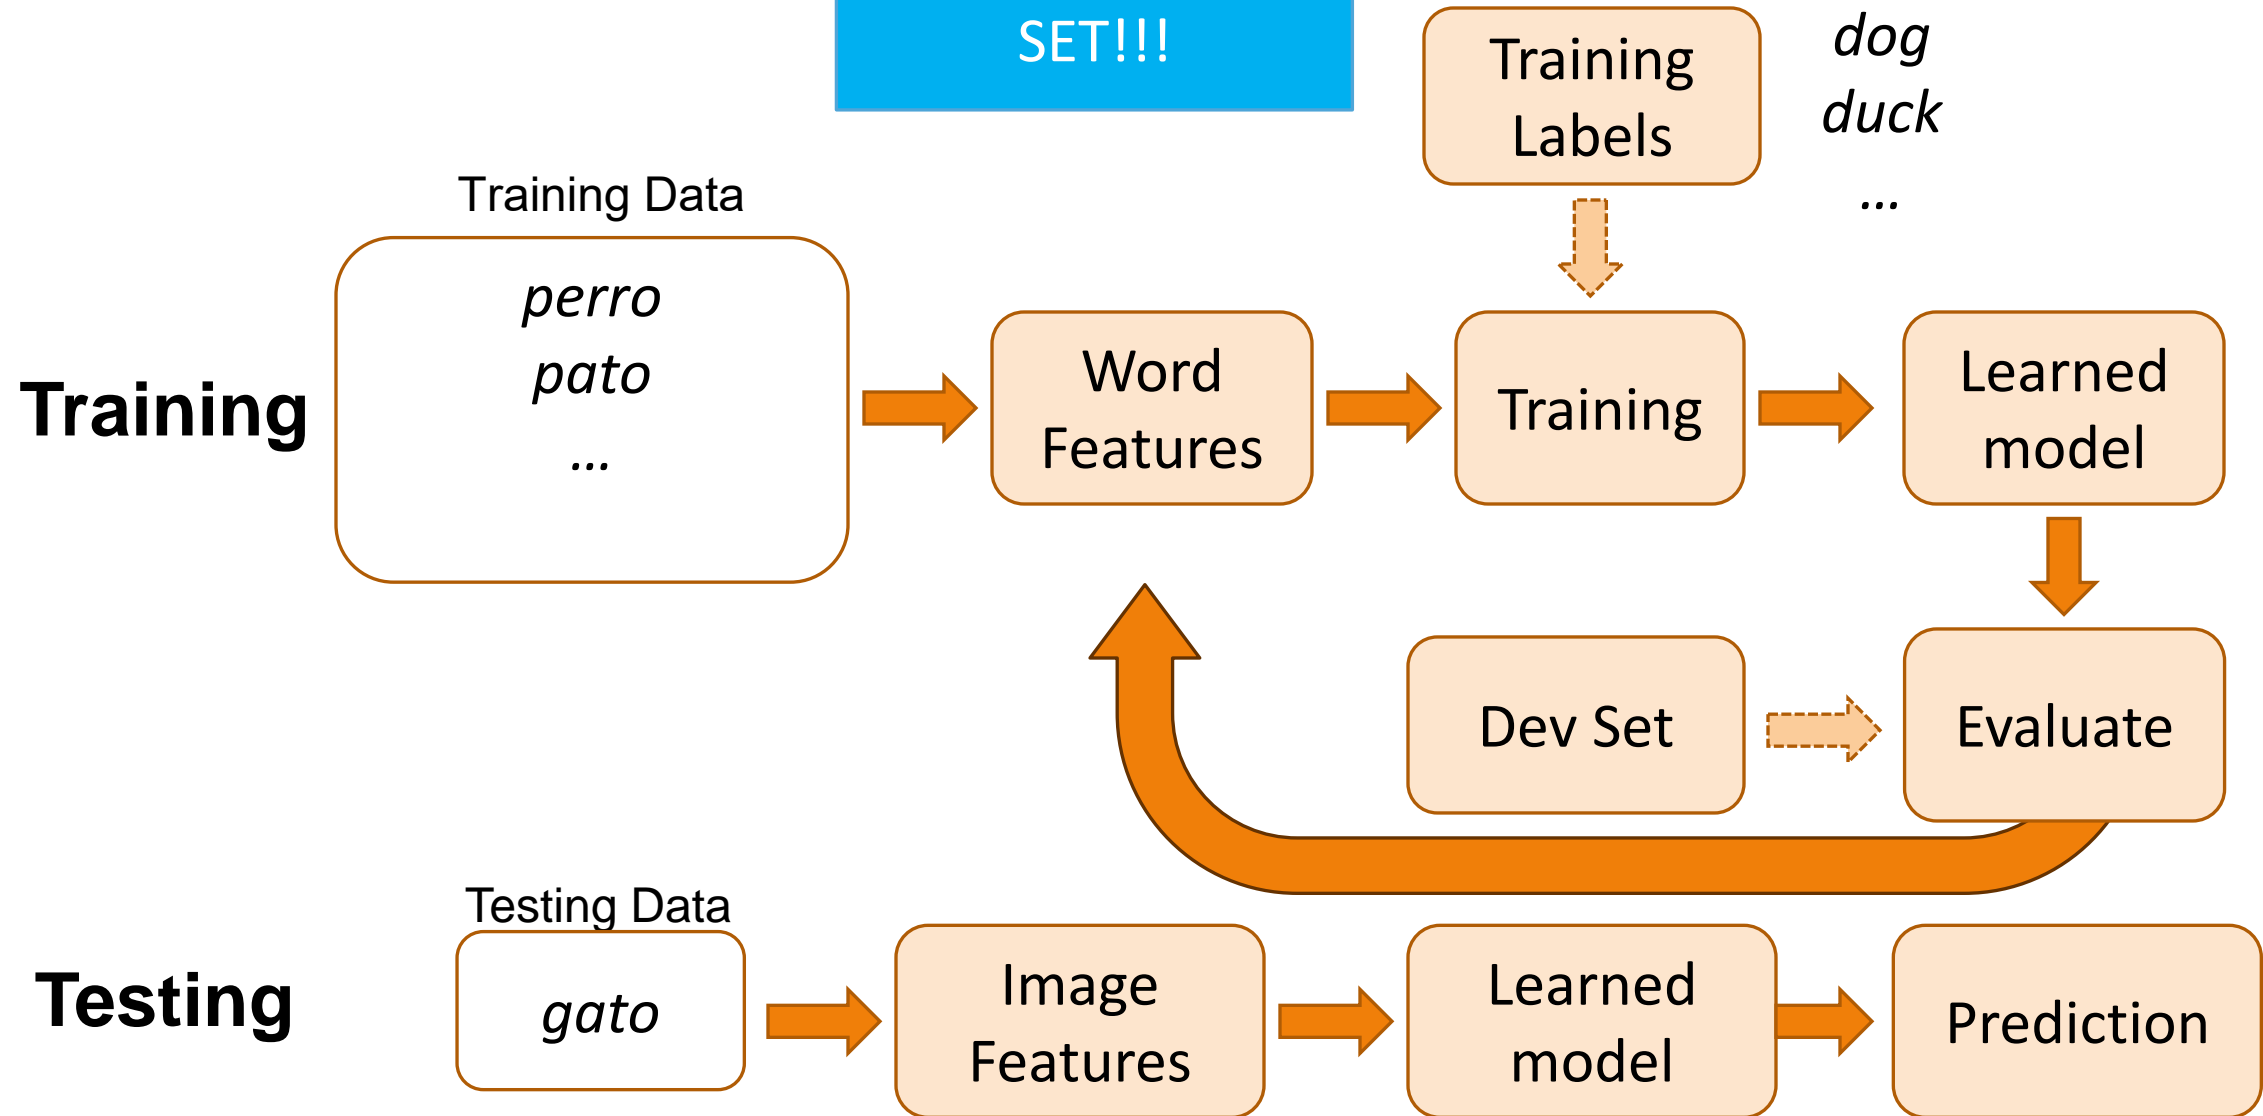 SET!!!
Training
Labels
dog
duck
...
Training Data
perro
pato
...
Training
Word
Features
Training
Learned
model
Dev Set
Evaluate
Testing Data
Testing
gato
Image
Features
Learned
model
Prediction